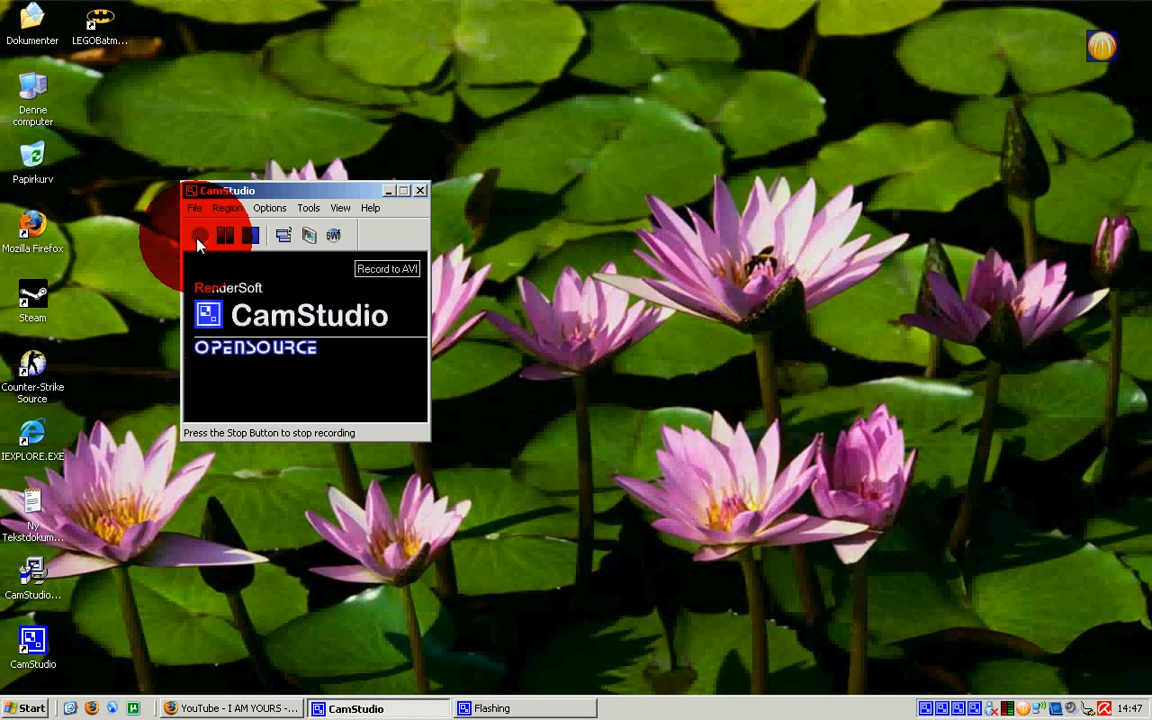 Dokumenter
LEGOBatm...
Denne
computer
Papirkurv
Mozilla Firefox
Steam
Counter-Strike
Source
IEXPLORE.EXE
Ny
Tekstdokum...
CamStudio...
CamStudio
CamStudio
File Region Options Tools View Help
SWF
Record to AVI
RenderSoft
CamStudio
OPENSOURCE
Press the Stop Button to stop recording
Start
YouTube - I AM YOURS -...
CamStudio
Flashing
14:47